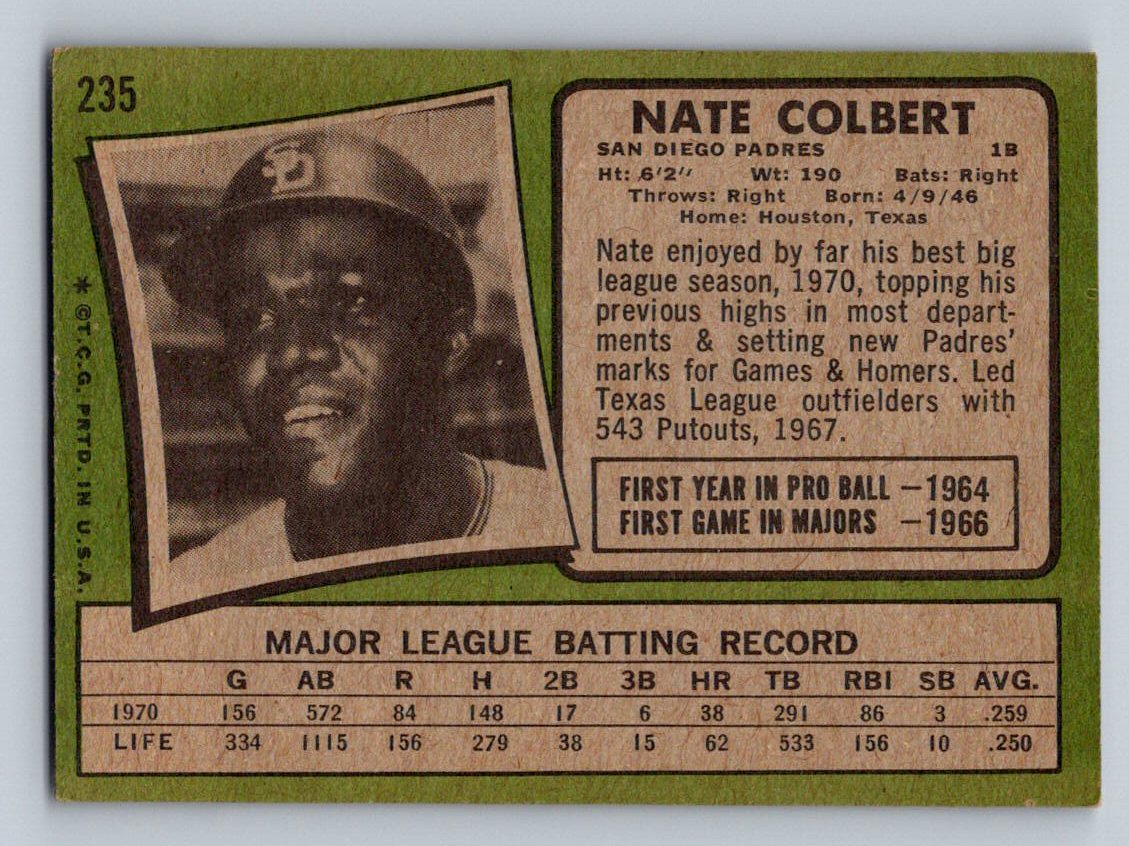 235
SD
NATE COLBERT
SAN DIEGO PADRES 1B
Ht: 6'2" Wt: 190 Bats: Right
Throws: Right Born: 4/9/46
Home: Houston, Texas
Nate enjoyed by far his best big
league season, 1970, topping his
previous highs in most depart-
ments & setting new Padres'
marks for Games & Homers. Led
Texas League outfielders with
543 Putouts, 1967.
FIRST YEAR IN PRO BALL —1964
FIRST GAME IN MAJORS —1966
* ©T.C.G. PRTD. IN U.S.A.
MAJOR LEAGUE BATTING RECORD
G AB R H 2B 3B HR TB RBI SB AVG.
1970 156 572 84 148 17 6 38 291 86 3 .259
LIFE 334 1115 156 279 38 15 62 533 156 10 .250